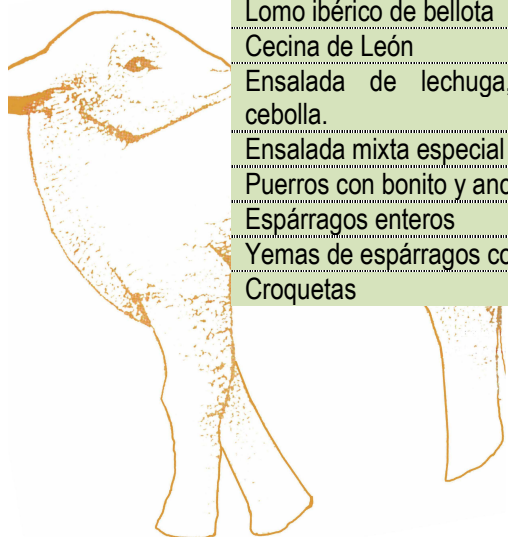 Lomo ibérico de bellota
Cecina de León
Ensalada de lechuga,
cebolla.
Ensalada mixta especial
Puerros con bonito y
Espárragos enteros
Yemas de espárragos
Croquetas